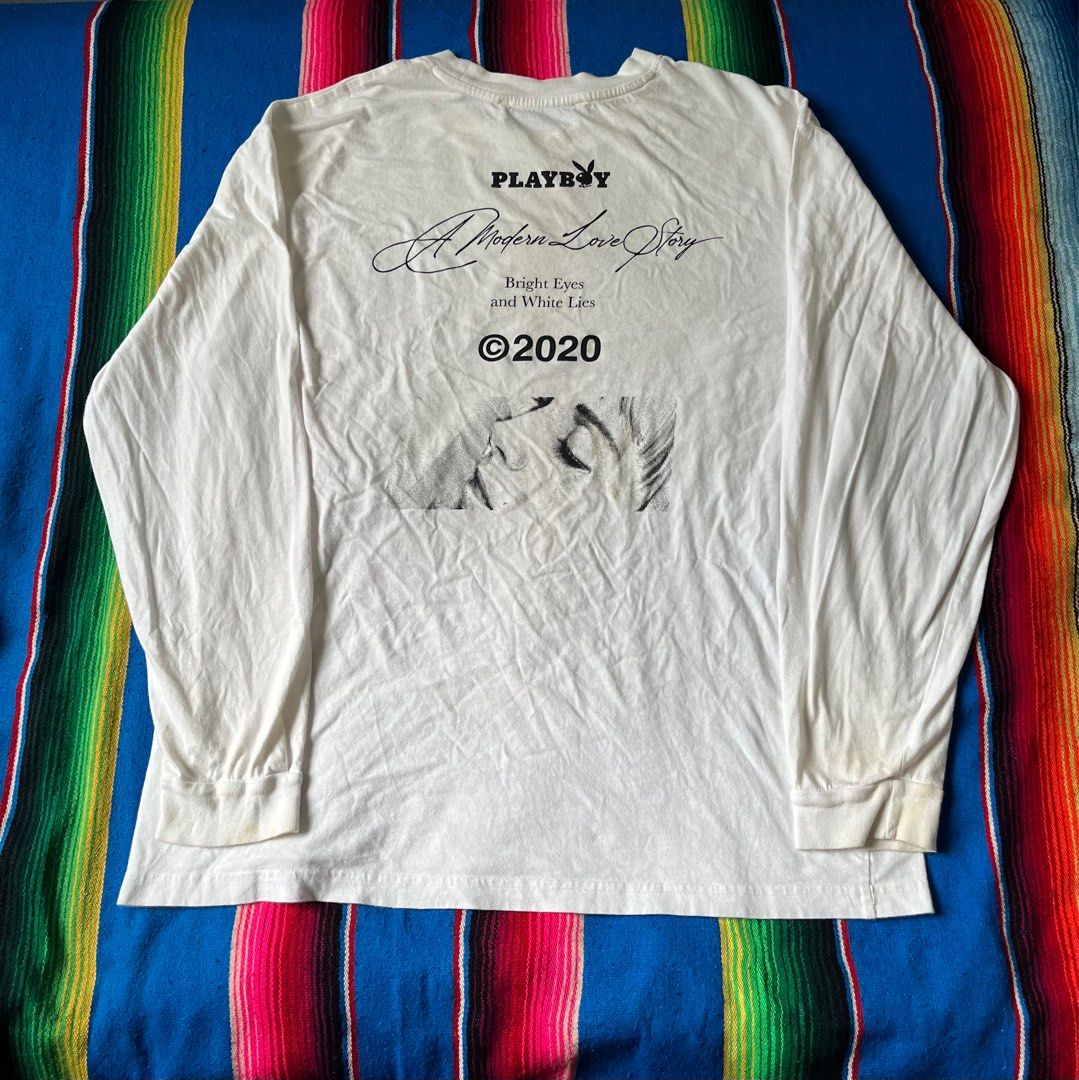 PLAYBOY
A Modern Love Story
Bright Eyes
and White Lies
©2020